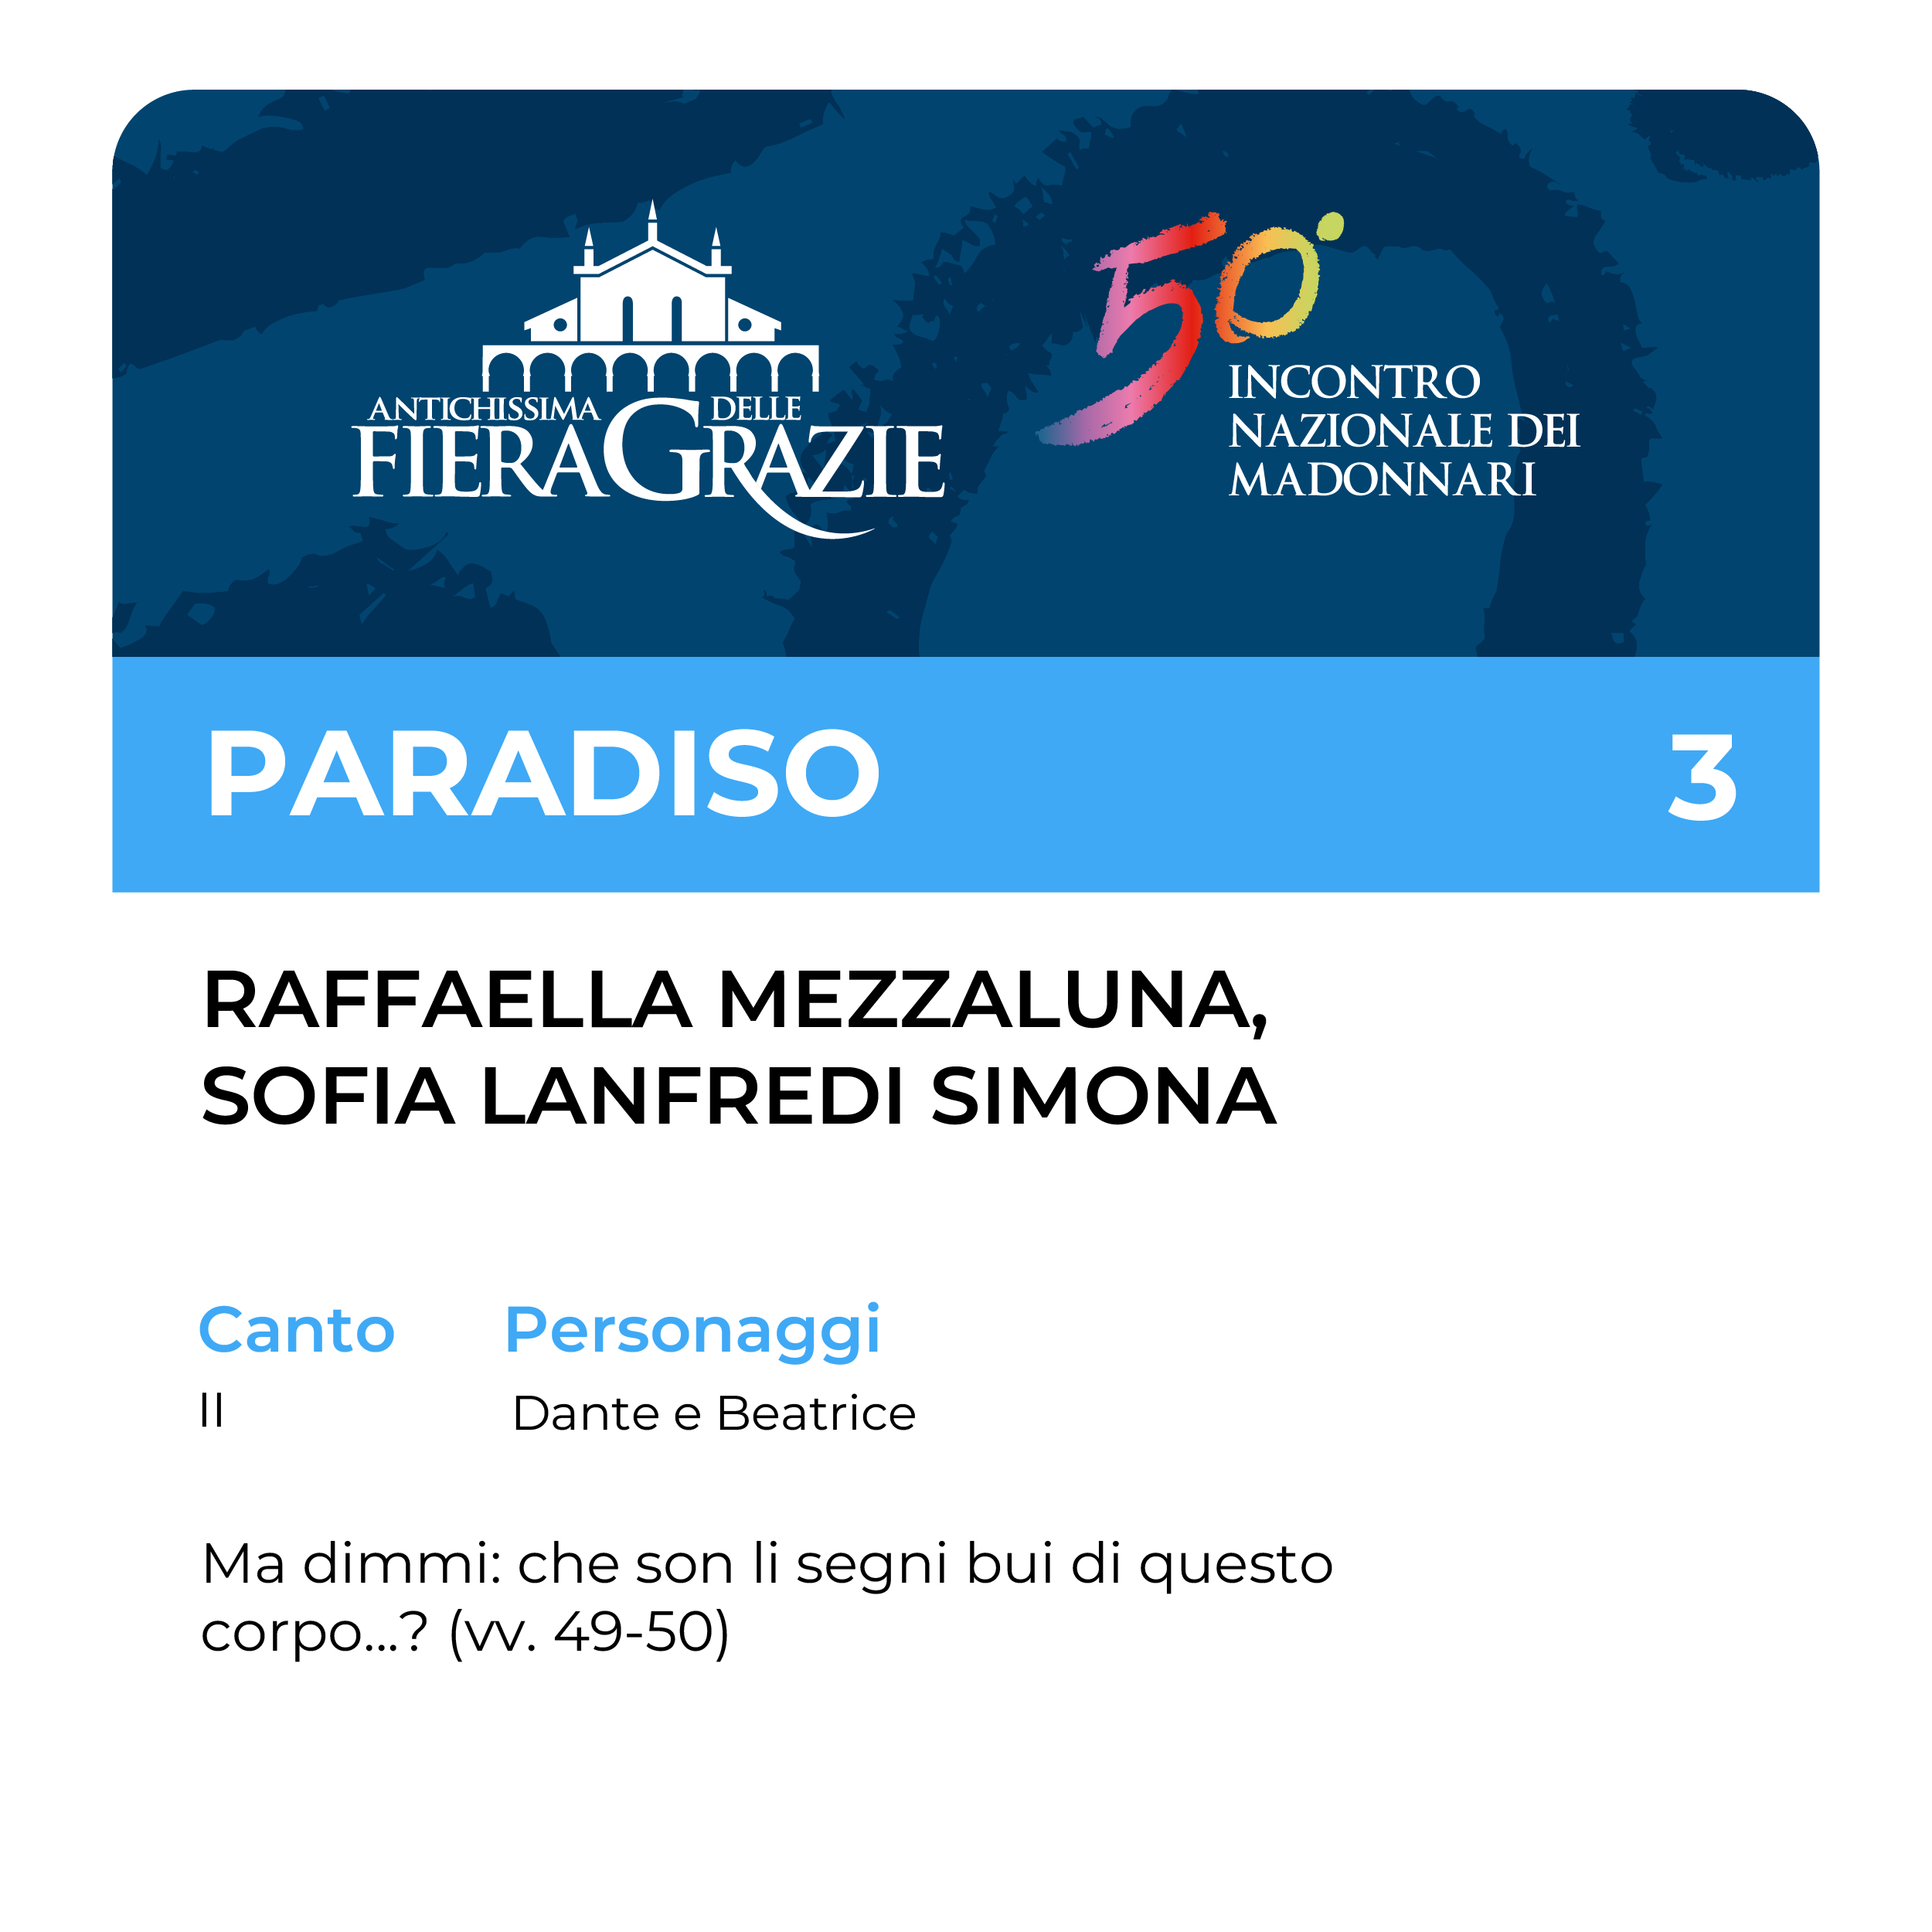 ANTICHISSIMA FIERA DELLE GRAZIE
50°
INCONTRO
NAZIONALE DEI
MADONNARI
PARADISO 3
RAFFAELLA MEZZALUNA,
SOFIA LANFREDI SIMONA
Canto Personaggi
II Dante e Beatrice
Ma dimmi: che son li segni bui di questo
corpo...? (vv. 49-50)